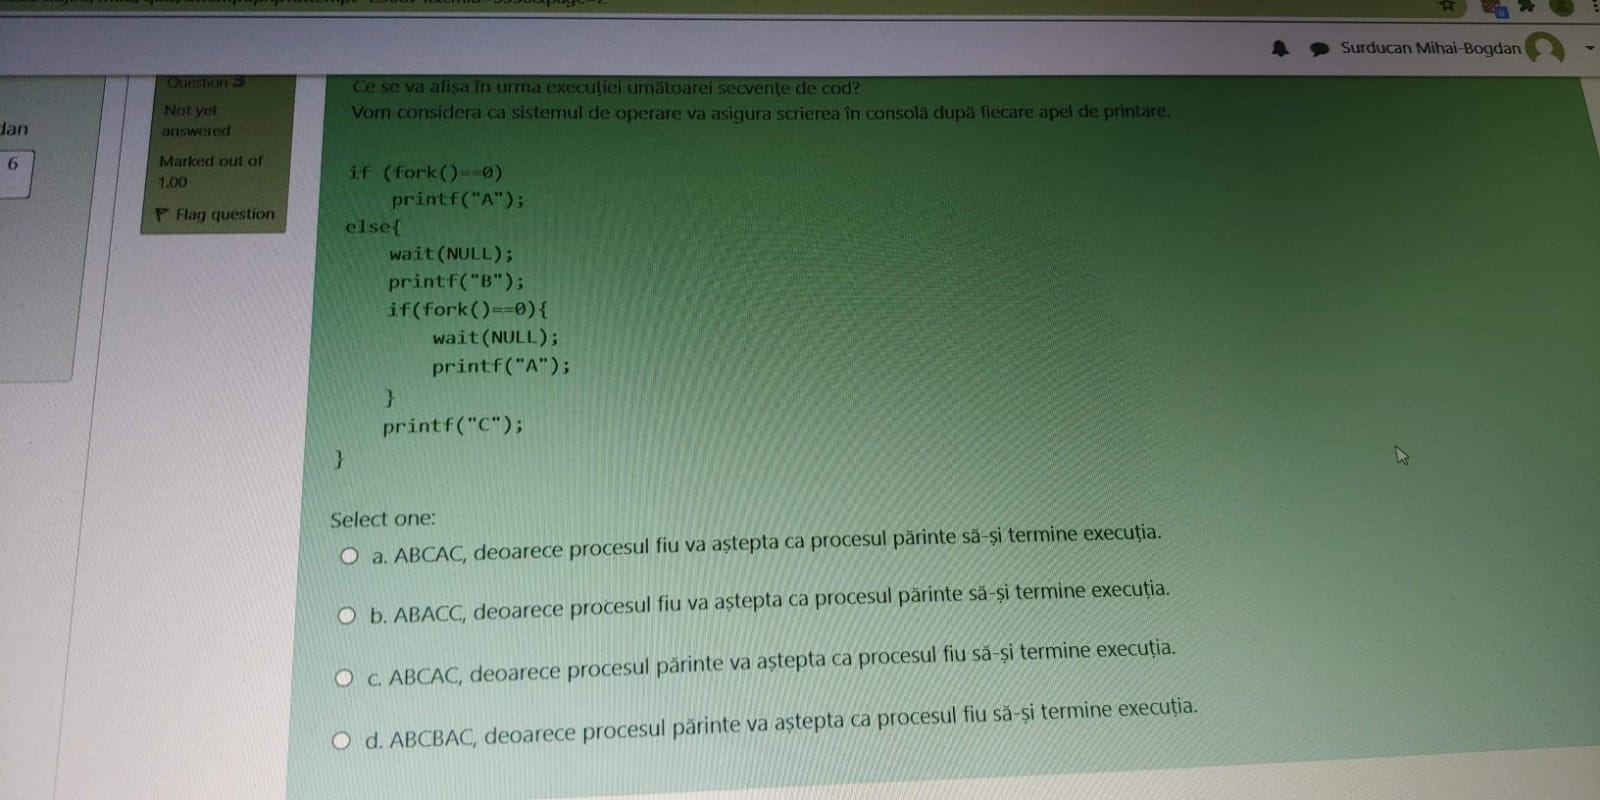 Surducan Mihai-Bogdan
dan
6
Question 3
Not yet
answered
Marked out of
1.00
Flag question
Ce se va afișa în urma execuției umătoarei secvențe de cod?
Vom considera ca sistemul de operare va asigura scrierea în consolă după fiecare apel de printare.
if (fork()==0)
printf("A");
else{
wait(NULL);
printf("B");
if(fork()==0){
wait(NULL);
printf("A");
}
printf("C");
}
Select one:
a. ABCAC, deoarece procesul fiu va aștepta ca procesul părinte să-și termine execuția.
b. ABACC, deoarece procesul fiu va aștepta ca procesul părinte să-și termine execuția.
c. ABCAC, deoarece procesul părinte va aștepta ca procesul fiu să-și termine execuția.
d. ABCBAC, deoarece procesul părinte va aștepta ca procesul fiu să-și termine execuția.